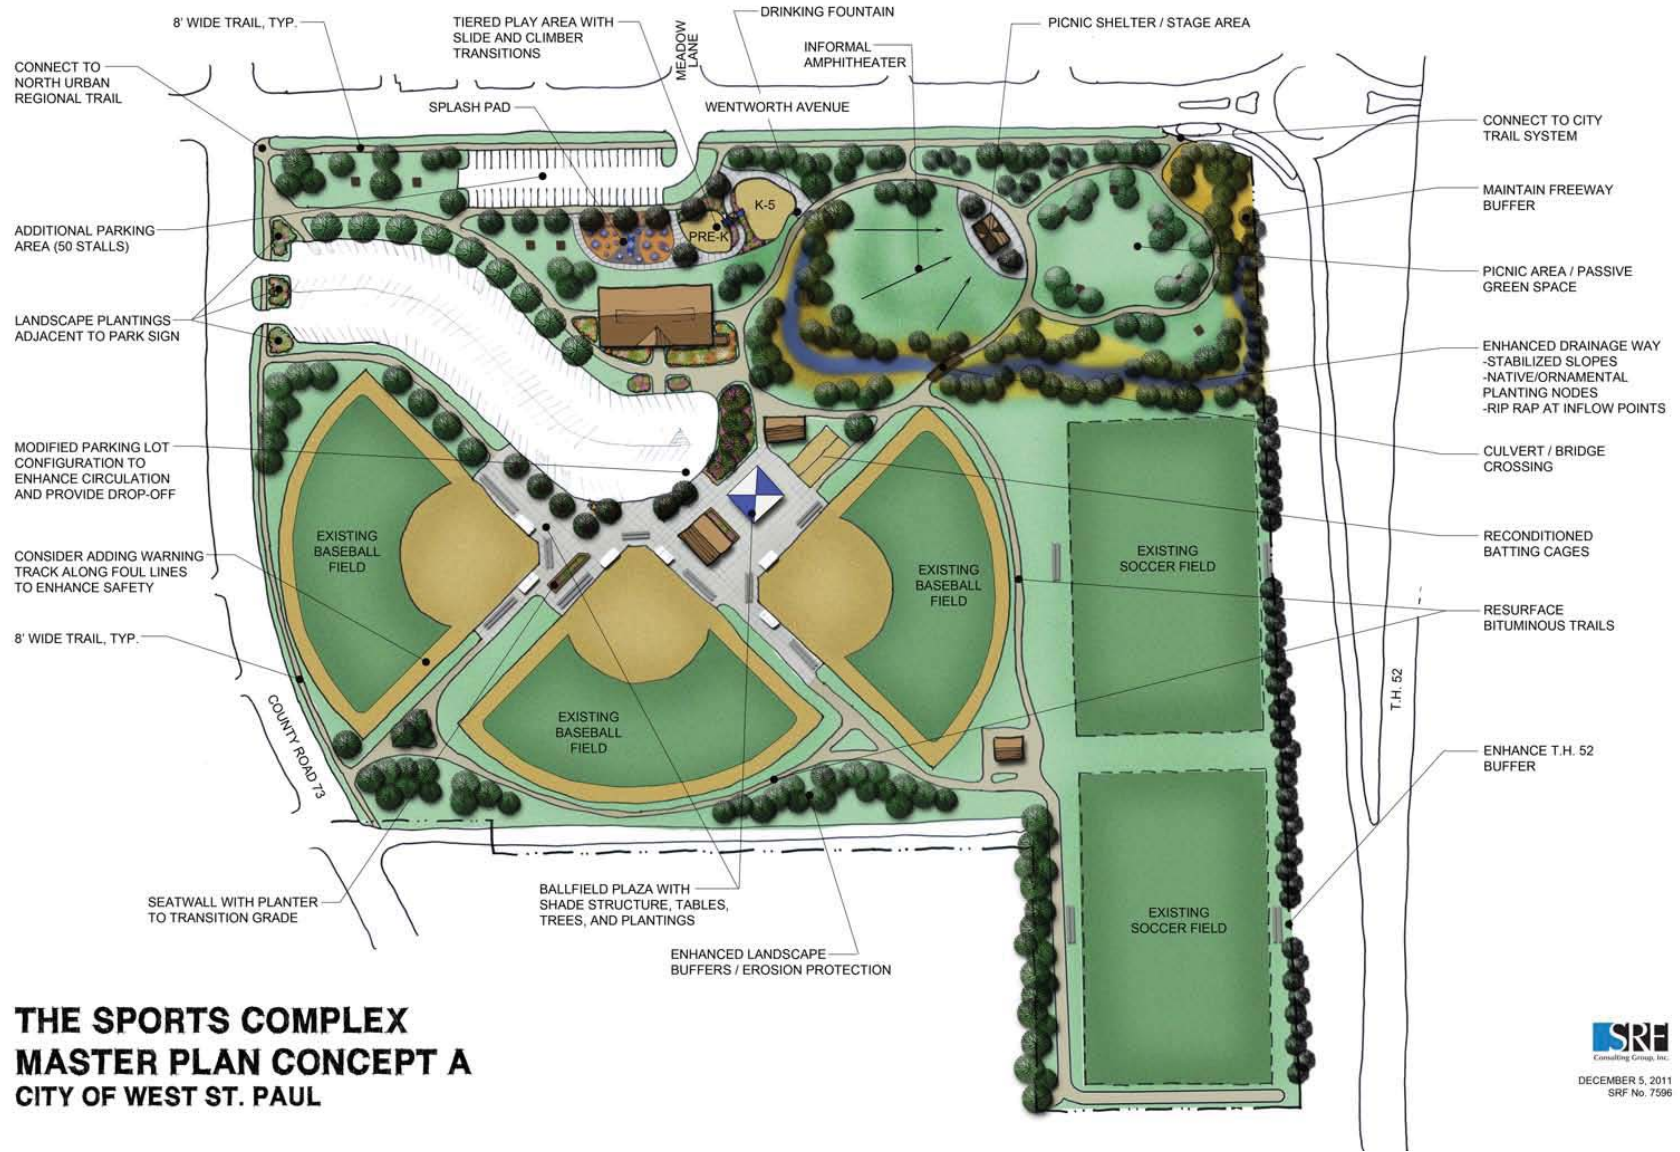 8' WIDE TRAIL, TYP.
TIERED PLAY AREA WITH
SLIDE AND CLIMBER
TRANSITIONS
MEADOW
LANE
DRINKING FOUNTAIN
INFORMAL
AMPHITHEATER
PICNIC SHELTER / STAGE AREA
CONNECT TO
NORTH URBAN
REGIONAL TRAIL
SPLASH PAD
WENTWORTH AVENUE
CONNECT TO CITY
TRAIL SYSTEM
MAINTAIN FREEWAY
BUFFER
K-5
PRE-K
ADDITIONAL PARKING
AREA (50 STALLS)
PICNIC AREA / PASSIVE
GREEN SPACE
LANDSCAPE PLANTINGS
ADJACENT TO PARK SIGN
ENHANCED DRAINAGE WAY
-STABILIZED SLOPES
-NATIVE/ORNAMENTAL
PLANTING NODES
-RIP RAP AT INFLOW POINTS
MODIFIED PARKING LOT
CONFIGURATION TO
ENHANCE CIRCULATION
AND PROVIDE DROP-OFF
CULVERT / BRIDGE
CROSSING
EXISTING
BASEBALL
FIELD
EXISTING
BASEBALL
FIELD
EXISTING
SOCCER FIELD
RECONDITIONED
BATTING CAGES
CONSIDER ADDING WARNING
TRACK ALONG FOUL LINES
TO ENHANCE SAFETY
RESURFACE
BITUMINOUS TRAILS
8' WIDE TRAIL, TYP.
T.H. 52
COUNTY ROAD 73
EXISTING
BASEBALL
FIELD
ENHANCE T.H. 52
BUFFER
SEATWALL WITH PLANTER
TO TRANSITION GRADE
BALLFIELD PLAZA WITH
SHADE STRUCTURE, TABLES,
TREES, AND PLANTINGS
EXISTING
SOCCER FIELD
ENHANCED LANDSCAPE
BUFFERS / EROSION PROTECTION
THE SPORTS COMPLEX
MASTER PLAN CONCEPT A
CITY OF WEST ST. PAUL
SRF
Consulting Group, Inc.
DECEMBER 5, 2011
SRF No. 7596